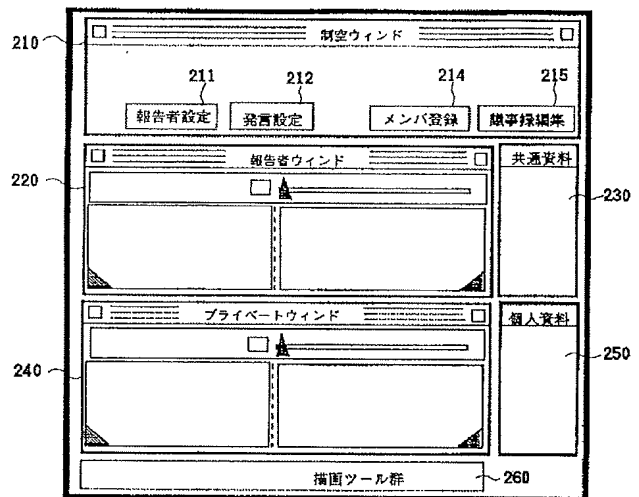 210
制空ウィンド
211
212
214
215
報告者設定
発言設定
メンバ登録
議事録編集
220
報告者ウィンド
共通資料
230
プライベートウィンド
個人資料
240
250
描画ツール群
260